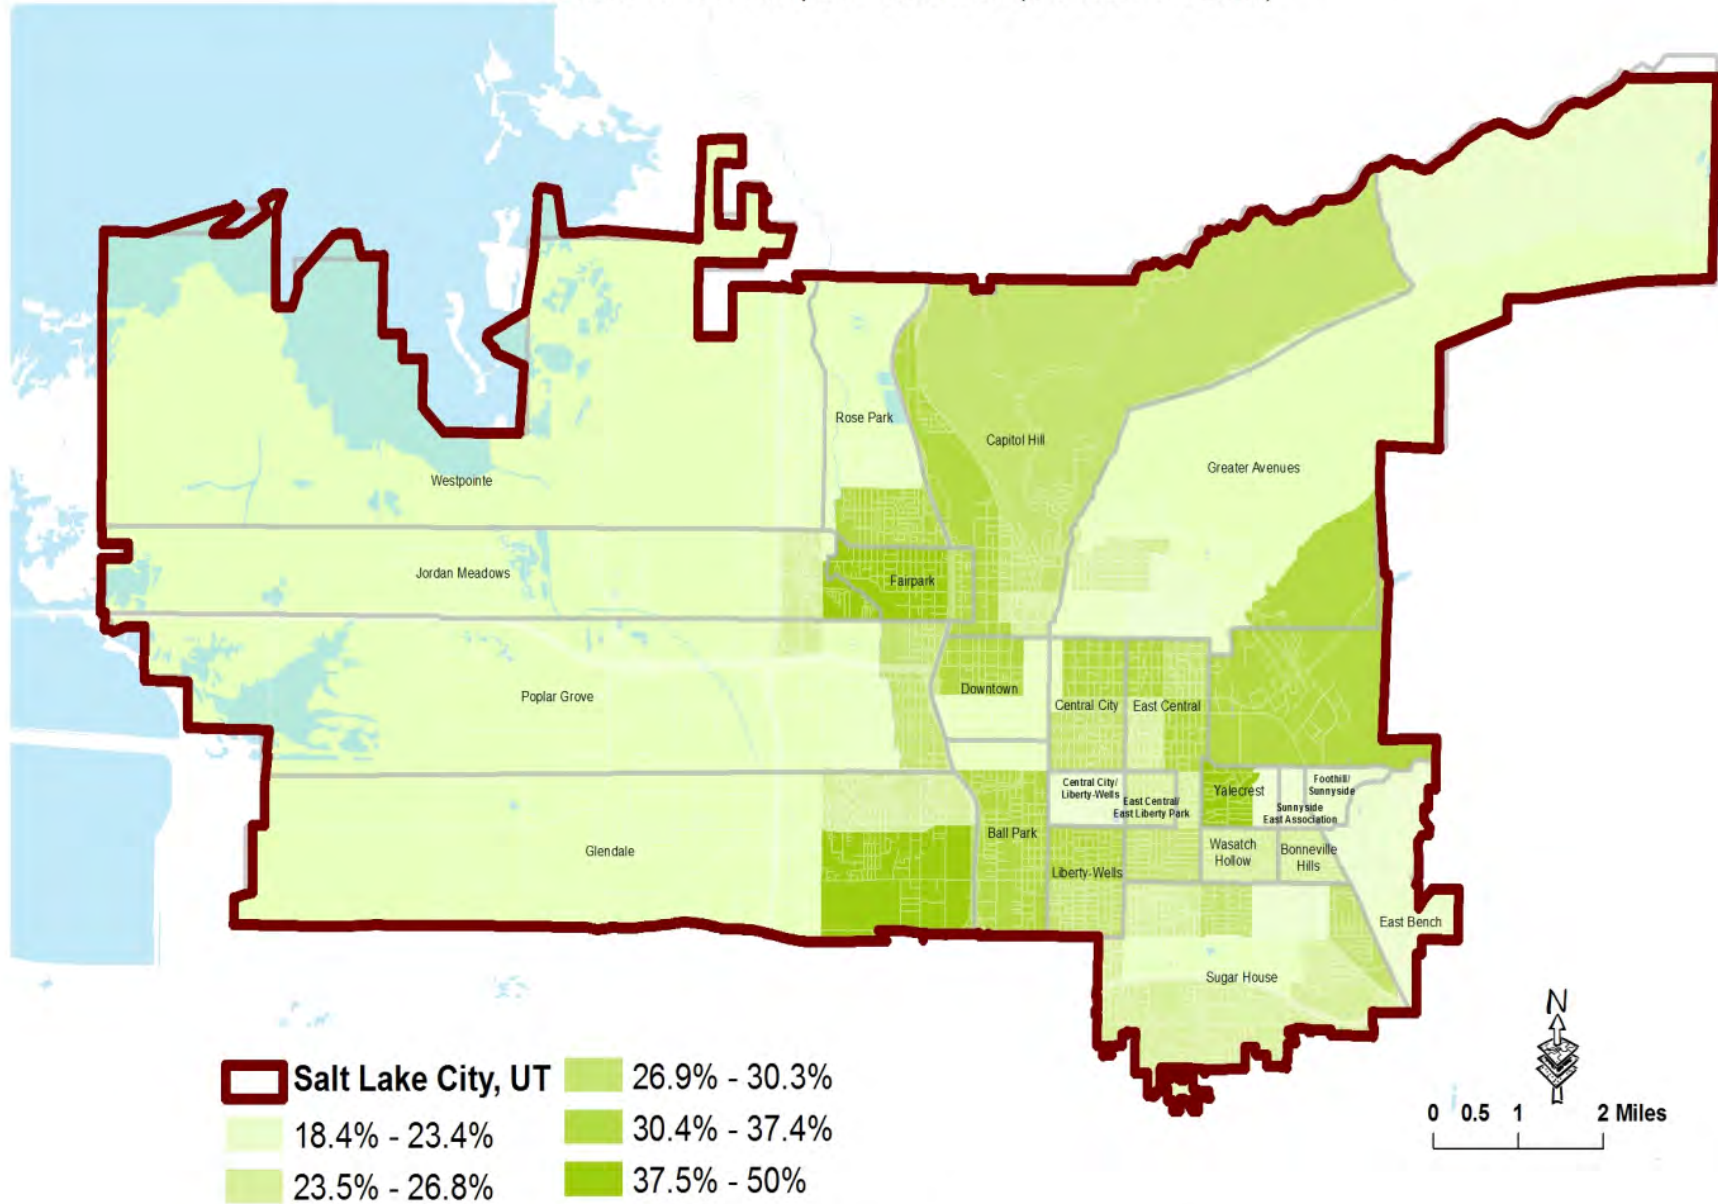 Rose Park
Capitol Hill
Greater Avenues
Westpointe
Jordan Meadows
Fairpark
Poplar Grove
Downtown
Central City
East Central
Central City/
Liberty-Wells
East Central/
East Liberty Park
Yalecrest
Foothill/
Sunnyside
Sunnyside
East Association
Ball Park
Glendale
Liberty-Wells
Wasatch
Hollow
Bonneville
Hills
East Bench
Sugar House
N
Salt Lake City, UT
18.4% - 23.4%
23.5% - 26.8%
26.9% - 30.3%
30.4% - 37.4%
37.5% - 50%
0 0.5 1 2 Miles